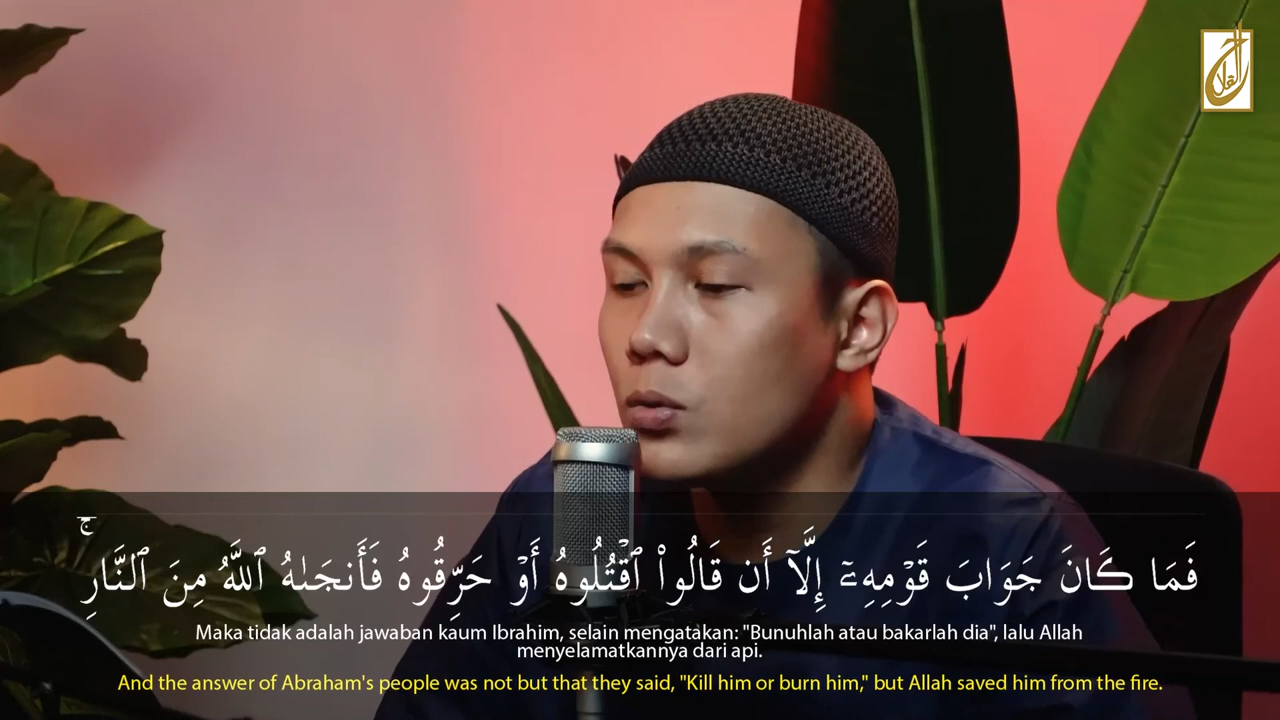 فَمَا كَانَ جَوَابَ قَوْمِهِۦٓ إِلَّآ أَن قَالُوا۟ ٱقْتُلُوهُ أَوْ حَرِّقُوهُ فَأَنجَىٰهُ ٱللَّهُ مِنَ ٱلنَّارِ ۚ
Maka tidak adalah jawaban kaum Ibrahim, selain mengatakan: "Bunuhlah atau bakarlah dia", lalu Allah
menyelamatkannya dari api.
And the answer of Abraham's people was not but that they said, "Kill him or burn him," but Allah saved him from the fire.